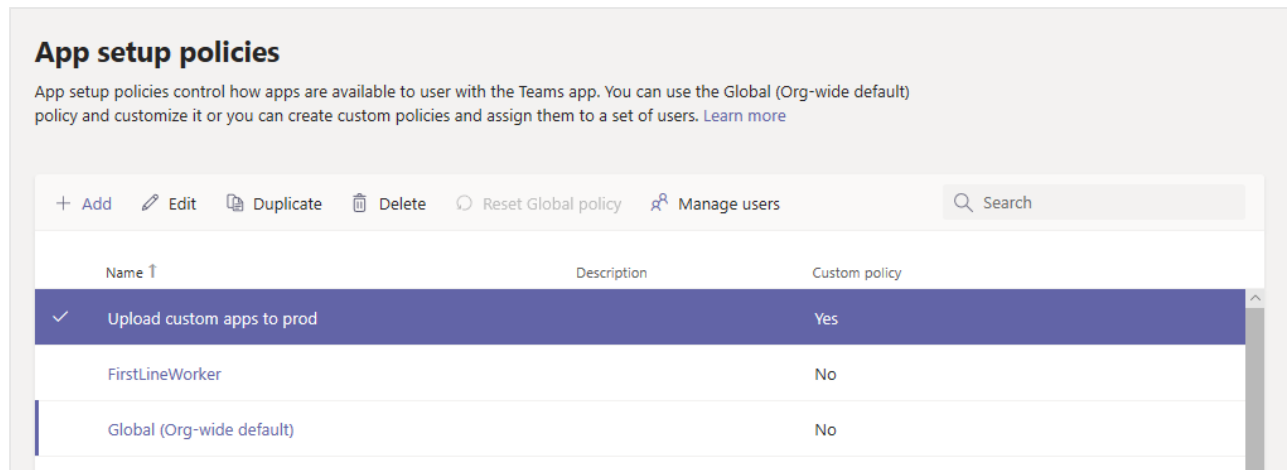 App setup policies
App setup policies control how apps are available to user with the Teams app. You can use the Global (Org-wide default)
policy and customize it or you can create custom policies and assign them to a set of users. Learn more
Add Edit Duplicate Delete Reset Global policy Manage users Search
Name Description Custom policy
Upload custom apps to prod Yes
FirstLineWorker No
Global (Org-wide default) No